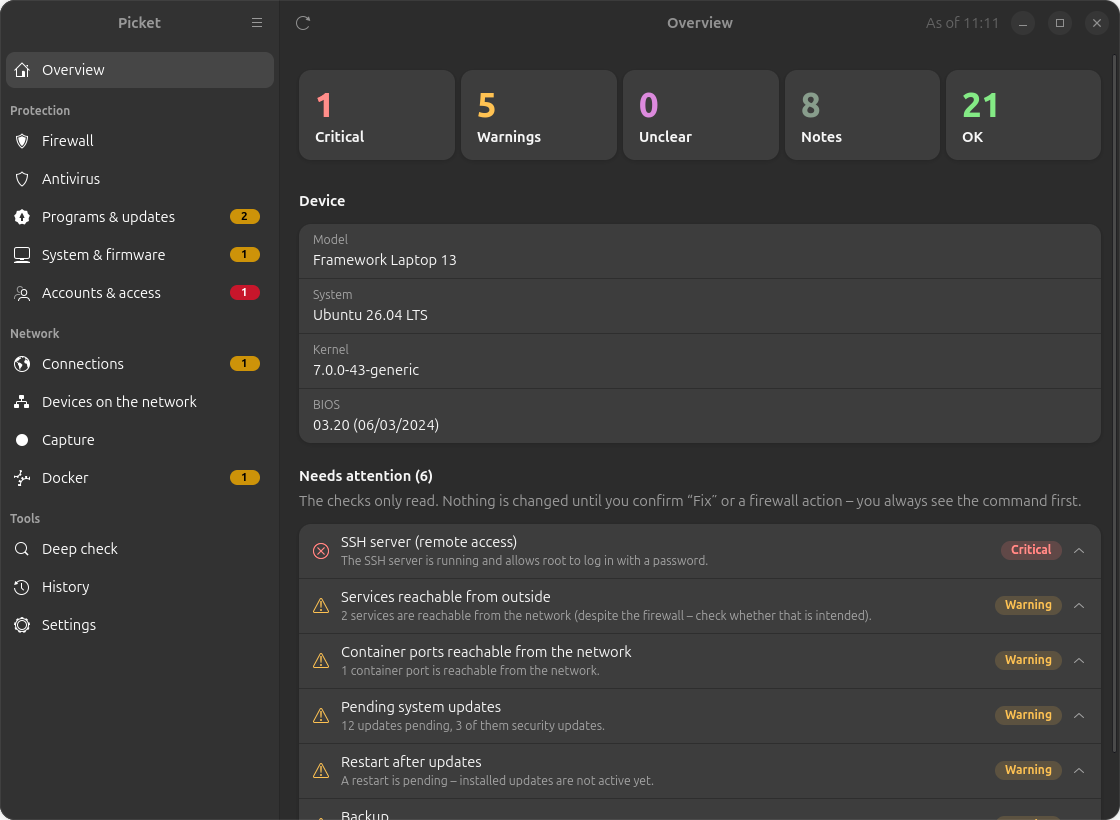 Picket
Overview
As of 11:11
Overview
Protection
Firewall
Antivirus
Programs & updates
2
System & firmware
1
Accounts & access
1
Network
Connections
1
Devices on the network
Capture
Docker
1
Tools
Deep check
History
Settings
1
Critical
5
Warnings
0
Unclear
8
Notes
21
OK
Device
Model
Framework Laptop 13
System
Ubuntu 26.04 LTS
Kernel
7.0.0-43-generic
BIOS
03.20 (06/03/2024)
Needs attention (6)
The checks only read. Nothing is changed until you confirm “Fix” or a firewall action – you always see the command first.
SSH server (remote access)
The SSH server is running and allows root to log in with a password.
Critical
Services reachable from outside
2 services are reachable from the network (despite the firewall – check whether that is intended).
Warning
Container ports reachable from the network
1 container port is reachable from the network.
Warning
Pending system updates
12 updates pending, 3 of them security updates.
Warning
Restart after updates
A restart is pending – installed updates are not active yet.
Warning
Backup